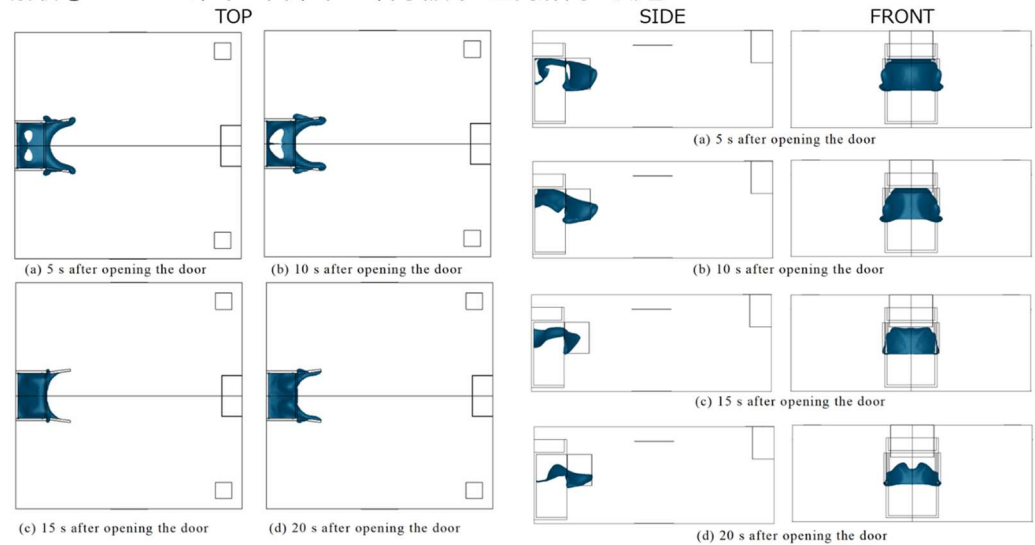 TOP
SIDE
FRONT
(a) 5 s after opening the door
(b) 10 s after opening the door
(c) 15 s after opening the door
(d) 20 s after opening the door
(a) 5 s after opening the door
(b) 10 s after opening the door
(c) 15 s after opening the door
(d) 20 s after opening the door